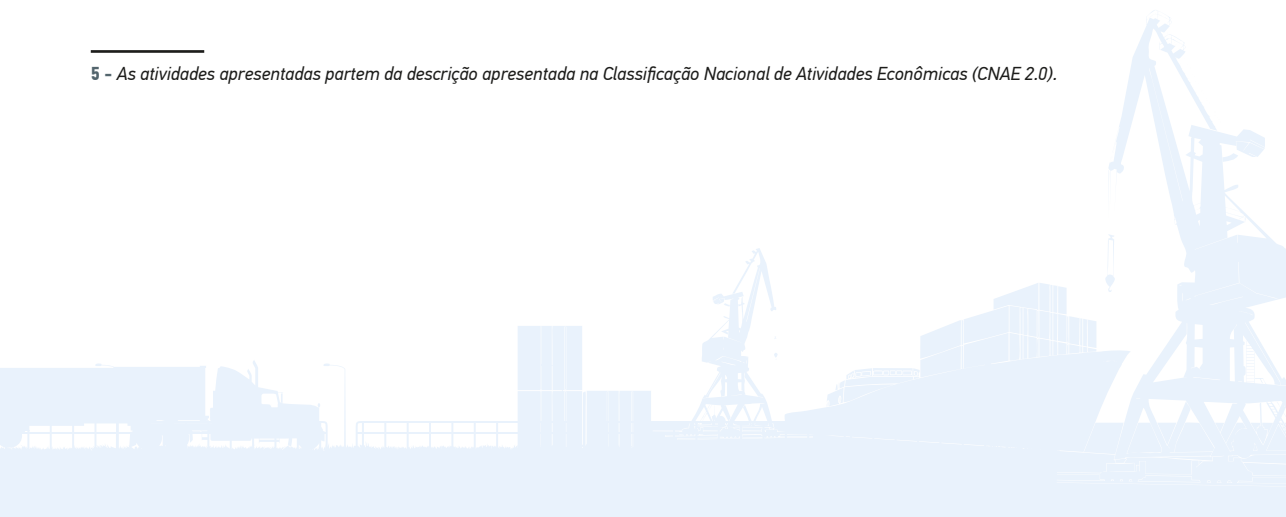 5 - As atividades apresentadas partem da descrição apresentada na Classificação Nacional de Atividades Econômicas (CNAE 2.0).